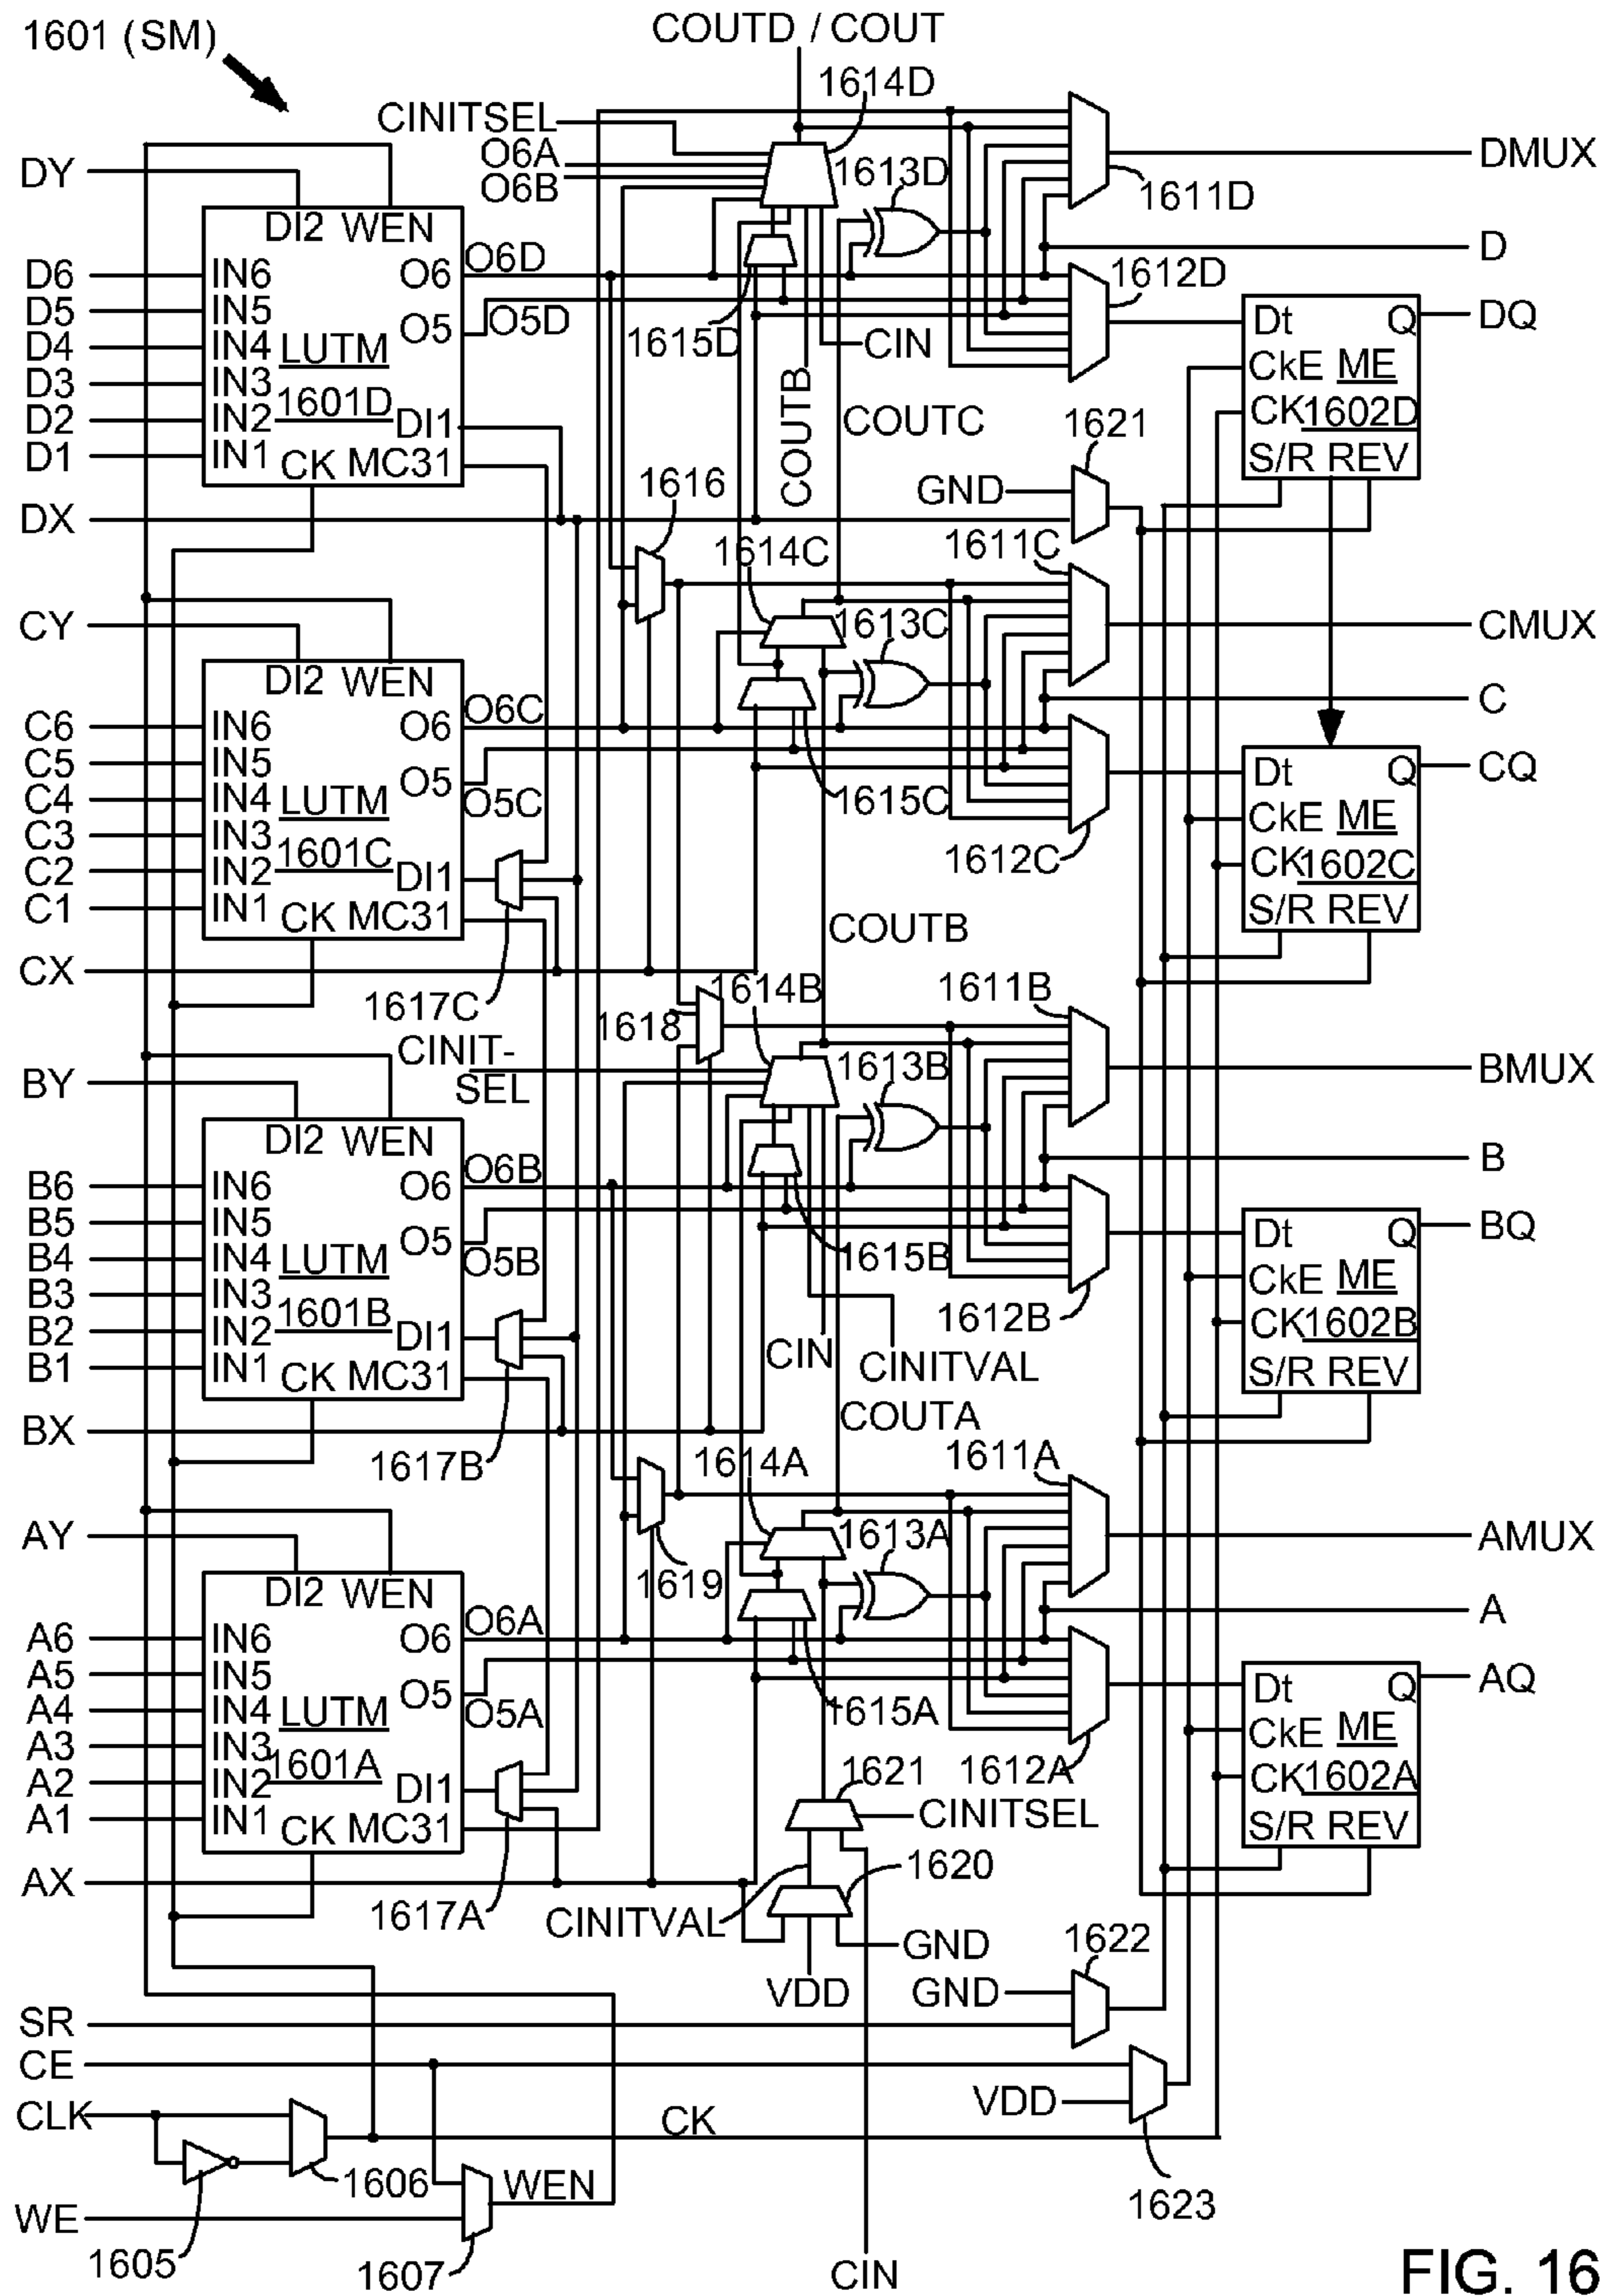 1601 (SM)
COUTD / COUT
1614D
CINITSEL
O6A
O6B
1613D
DMUX
1611D
DY
DI2 WEN
D6 IN6 O6 O6D
D
1612D
D5 IN5
D4 IN4 LUTM O5 O5D
1615D
CIN
Dt Q DQ
D3 IN3
CkE ME
D2 IN2 1601D DI1
COUTB
COUTC
1621
CK 1602D
D1 IN1 CK MC31
S/R REV
1616
GND
DX
1614C
1611C
CY
1613C
CMUX
DI2 WEN
C6 IN6 O6 O6C
C
C5 IN5
C4 IN4 LUTM O5 O5C
1615C
Dt Q CQ
C3 IN3
CkE ME
C2 IN2 1601C DI1
1612C
CK 1602C
C1 IN1 CK MC31
S/R REV
COUTB
CX
1617C
1618
1614B
1611B
CINIT-
SEL
1613B
BMUX
BY
DI2 WEN
B6 IN6 O6 O6B
B
B5 IN5
B4 IN4 LUTM O5 O5B
1615B
Dt Q BQ
B3 IN3
CkE ME
B2 IN2 1601B DI1
1612B
CK 1602B
B1 IN1 CK MC31
CIN
CINITVAL
S/R REV
COUTA
BX
1617B
1614A
1611A
AY
1613A
AMUX
1619
DI2 WEN
A6 IN6 O6 O6A
A
A5 IN5
A4 IN4 LUTM O5 O5A
1615A
Dt Q AQ
A3 IN3
CkE ME
A2 IN2 1601A DI1
1621
1612A
CK 1602A
A1 IN1 CK MC31
CINITSEL
S/R REV
AX
1620
1617A
CINITVAL
GND
1622
VDD
GND
SR
CE
VDD
CLK
CK
1606
WEN
1623
WE
1605
1607
CIN
FIG. 16